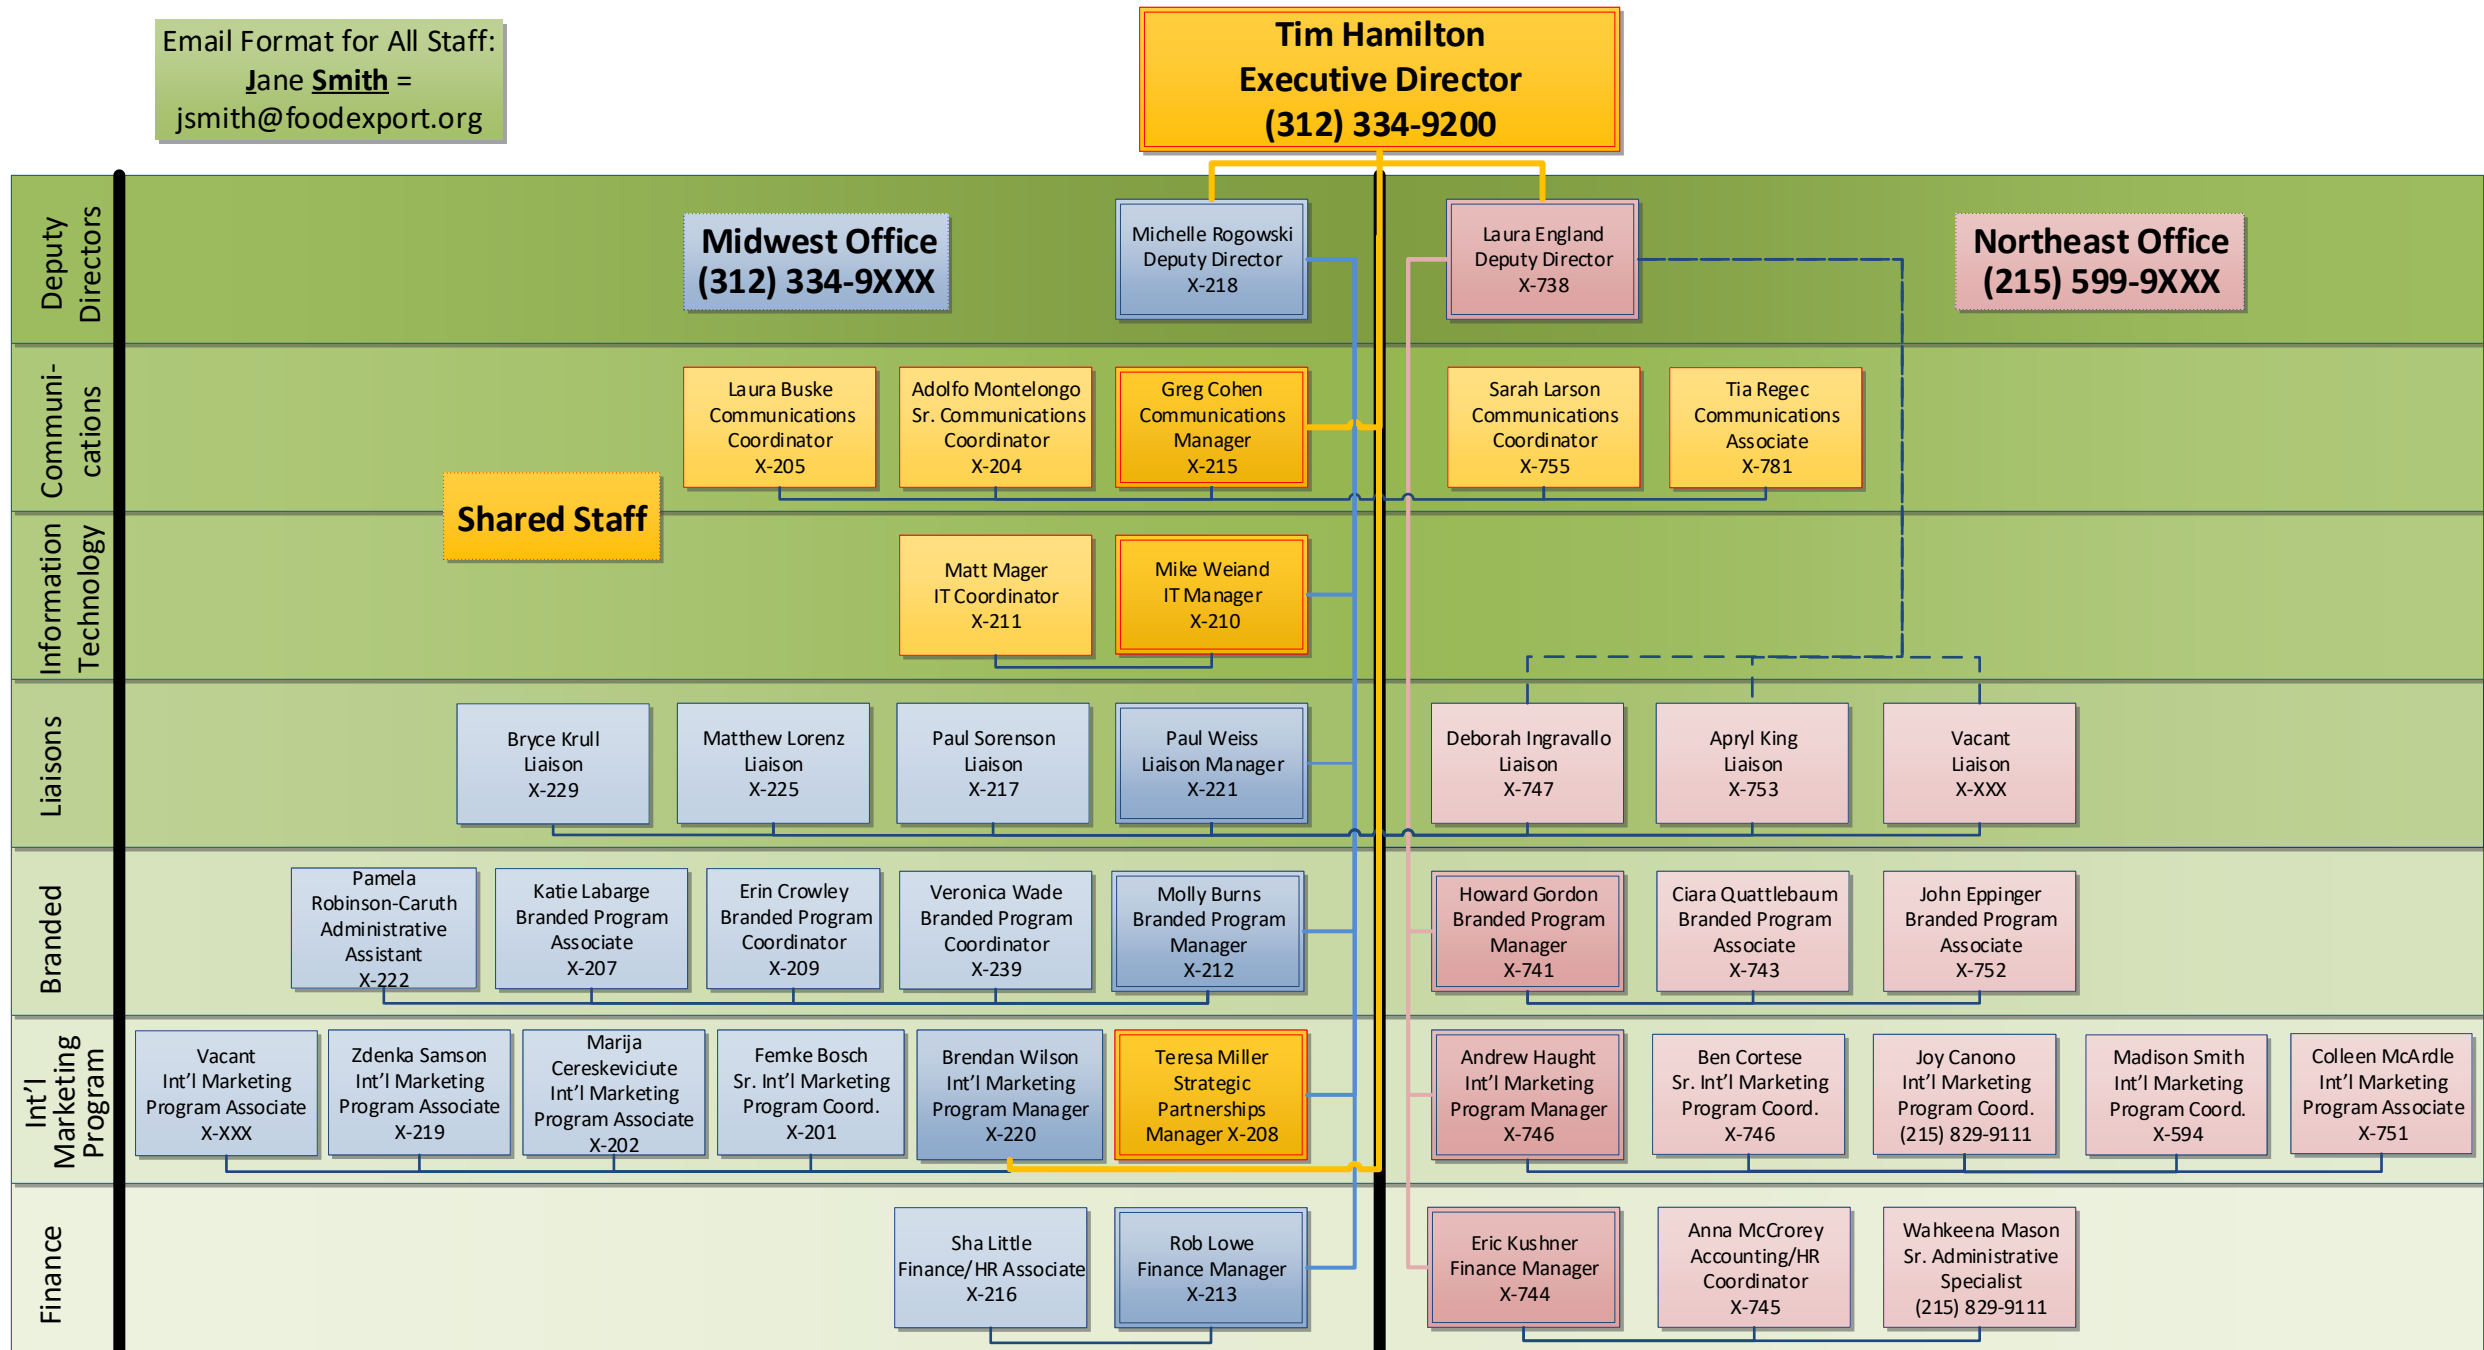 Email Format for All Staff:
Jane Smith =
jsmith@foodexport.org
Tim Hamilton
Executive Director
(312) 334-9200
Deputy
Directors
Midwest Office
(312) 334-9XXX
Michelle Rogowski
Deputy Director
X-218
Laura England
Deputy Director
X-738
Northeast Office
(215) 599-9XXX
Communi-
cations
Laura Buske
Communications
Coordinator
X-205
Adolfo Montelongo
Sr. Communications
Coordinator
X-204
Greg Cohen
Communications
Manager
X-215
Sarah Larson
Communications
Coordinator
X-755
Tia Regec
Communications
Associate
X-781
Shared Staff
Information
Technology
Matt Mager
IT Coordinator
X-211
Mike Weiand
IT Manager
X-210
Liaisons
Bryce Krull
Liaison
X-229
Matthew Lorenz
Liaison
X-225
Paul Sorenson
Liaison
X-217
Paul Weiss
Liaison Manager
X-221
Deborah Ingravallo
Liaison
X-747
Apryl King
Liaison
X-753
Vacant
Liaison
X-XXX
Branded
Pamela
Robinson-Caruth
Administrative
Assistant
X-222
Katie Labarge
Branded Program
Associate
X-207
Erin Crowley
Branded Program
Coordinator
X-209
Veronica Wade
Branded Program
Coordinator
X-239
Molly Burns
Branded Program
Manager
X-212
Howard Gordon
Branded Program
Manager
X-741
Ciara Quattlebaum
Branded Program
Associate
X-743
John Eppinger
Branded Program
Associate
X-752
Int'l
Marketing
Program
Vacant
Int'l Marketing
Program Associate
X-XXX
Zdenka Samson
Int'l Marketing
Program Associate
X-219
Marija
Cereskeviciute
Int'l Marketing
Program Associate
X-202
Femke Bosch
Sr. Int'l Marketing
Program Coord.
X-201
Brendan Wilson
Int'l Marketing
Program Manager
X-220
Teresa Miller
Strategic
Partnerships
Manager X-208
Andrew Haught
Int'l Marketing
Program Manager
X-746
Ben Cortese
Sr. Int'l Marketing
Program Coord.
X-746
Joy Canono
Int'l Marketing
Program Coord.
(215) 829-9111
Madison Smith
Int'l Marketing
Program Coord.
X-594
Colleen McArdle
Int'l Marketing
Program Associate
X-751
Finance
Sha Little
Finance/HR Associate
X-216
Rob Lowe
Finance Manager
X-213
Eric Kushner
Finance Manager
X-744
Anna McCrorey
Accounting/HR
Coordinator
X-745
Wahkeena Mason
Sr. Administrative
Specialist
(215) 829-9111